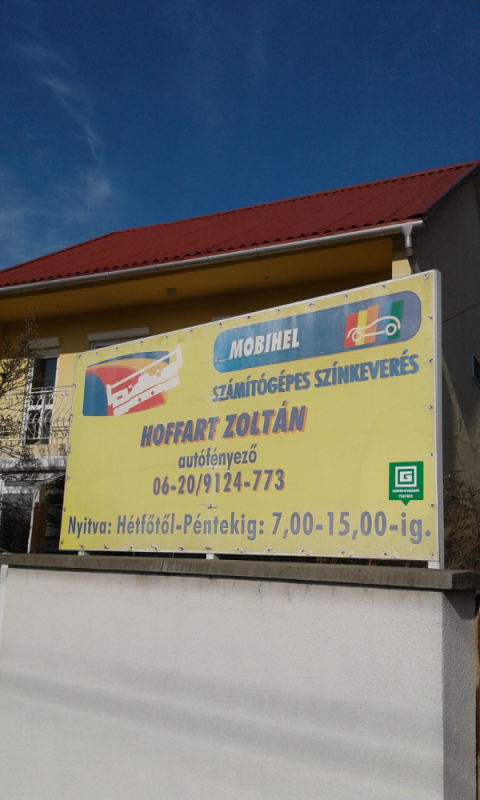 MOBIHEL
SZÁMÍTÓGÉPES SZÍNKEVERÉS
HOFFART ZOLTÁN
autófényező
06-20/9124-773
Nyitva: Hétfőtől-Péntekig: 7,00-15,00-ig.